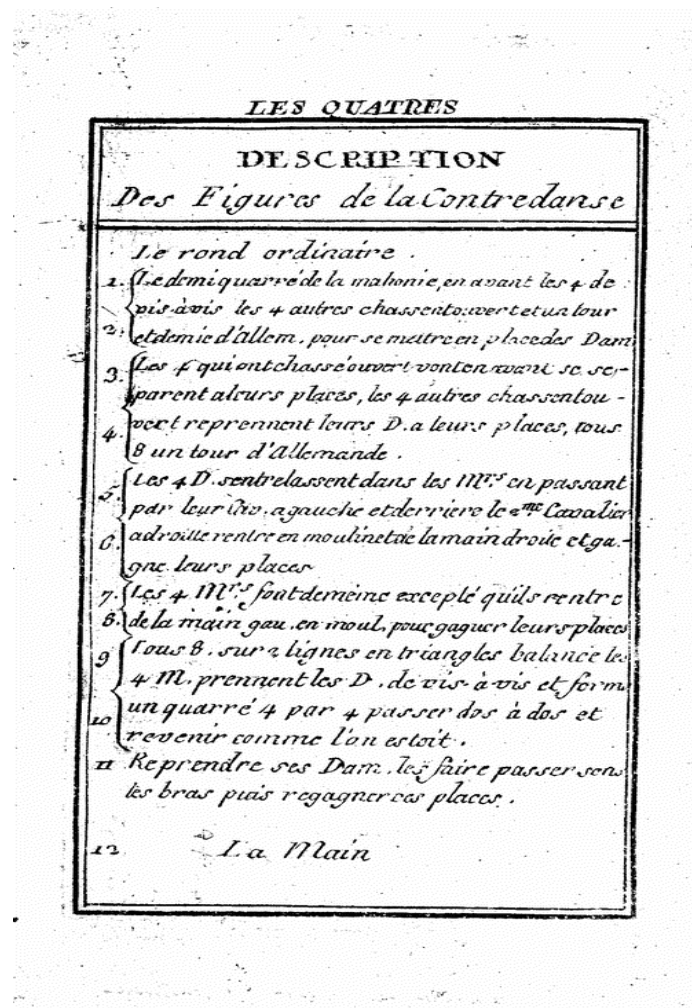 LES QUATRES
DESCRIPTION
Des Figures de la Contredanse
Le rond ordinaire .
1. Le demi quarré de la mahonie, en avant les 4 de
vis à vis les 4 autres chassent ouvert et un tour
2. et demie d'Allem. pour se mettre en place des Dam
3. Les 4 qui ont chassé ouvert vont en avant se se-
parent a leurs places, les 4 autres chassent ou-
4. vert reprennent leurs D. a leurs places, tous
8 un tour d'Allemande .
5. Les 4 D. s'entrelassent dans les Mrs. en passant
par leur Cav. a gauche et derriere le 2me Cavalier
6. a droitte rentre en moulinet de la main droite et ga-
gne leurs places
7. Les 4 Mrs. font de meme excepté qu'ils rentre
8. de la main gau. en moul. pour gagner leurs places
9 Tous 8. sur 2 lignes en triangles balance les
4 M. prennent les D. de vis à vis et forme
10 un quarré 4 par 4 passer dos à dos et
revenir comme l'on estoit .
11 Reprendre ses Dam. les faire passer sous
les bras puis regagner ces places .
12 La Main